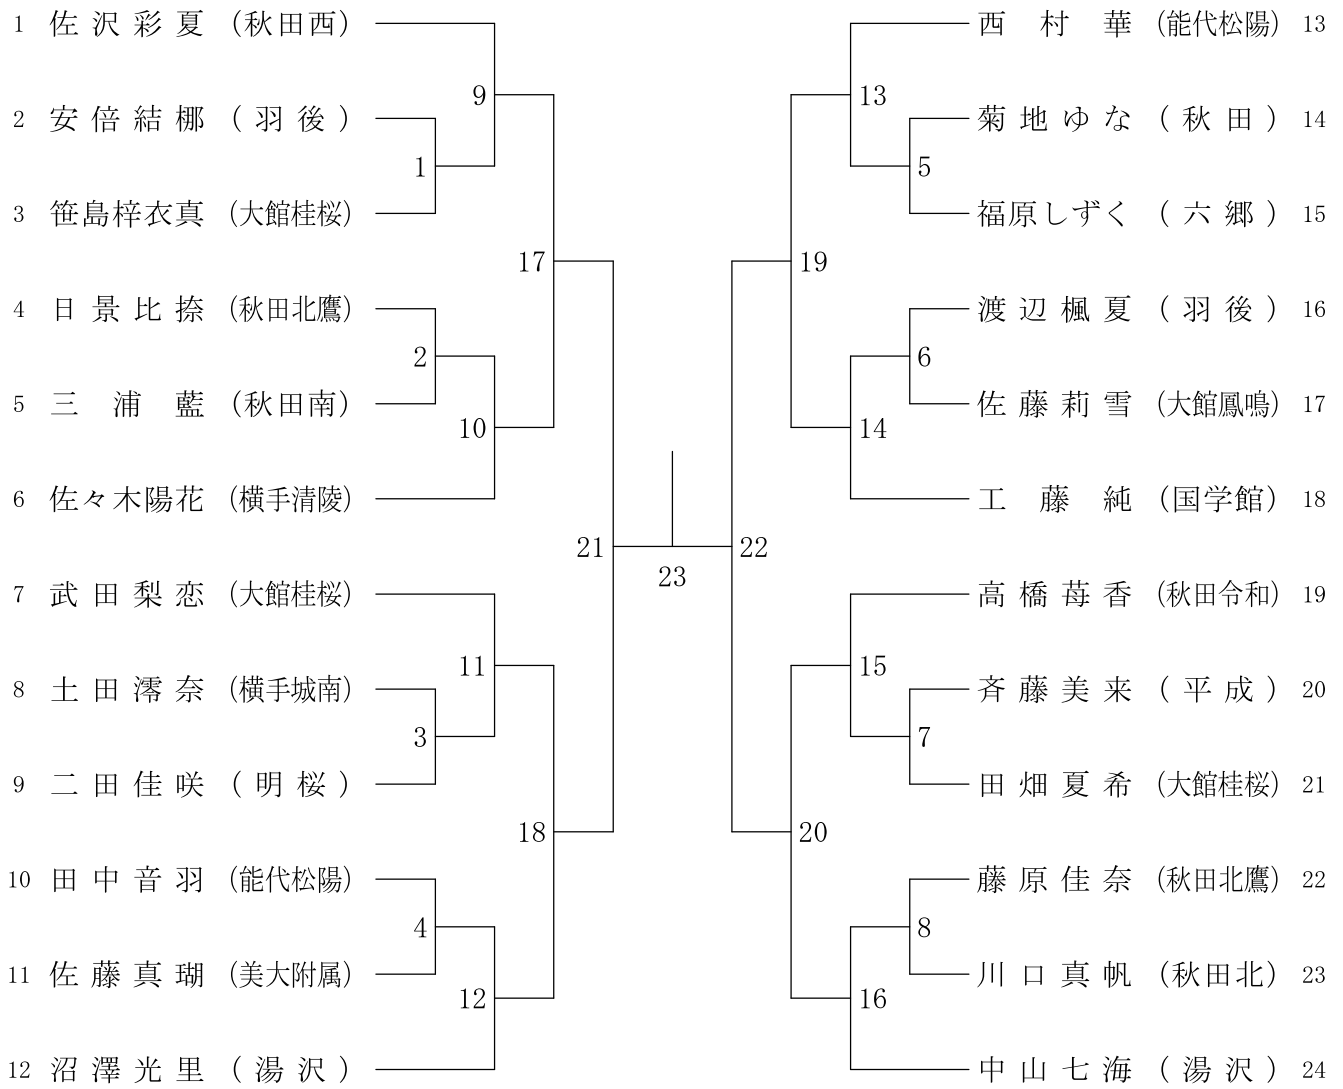 1 佐沢彩夏 (秋田西)
2 安倍結梛 (羽後)
3 笹島梓衣真 (大館桂桜)
4 日景比捺 (秋田北鷹)
5 三浦藍 (秋田南)
6 佐々木陽花 (横手清陵)
7 武田梨恋 (大館桂桜)
8 土田澪奈 (横手城南)
9 二田佳咲 (明桜)
10 田中音羽 (能代松陽)
11 佐藤真瑚 (美大附属)
12 沼澤光里 (湯沢)
9
1
17
2
10
21
11
3
18
4
12
23
13
5
19
6
14
22
15
7
20
8
16
西村華 (能代松陽) 13
菊地ゆな (秋田) 14
福原しずく (六郷) 15
渡辺楓夏 (羽後) 16
佐藤莉雪 (大館鳳鳴) 17
工藤純 (国学館) 18
高橋苺香 (秋田令和) 19
斉藤美来 (平成) 20
田畑夏希 (大館桂桜) 21
藤原佳奈 (秋田北鷹) 22
川口真帆 (秋田北) 23
中山七海 (湯沢) 24